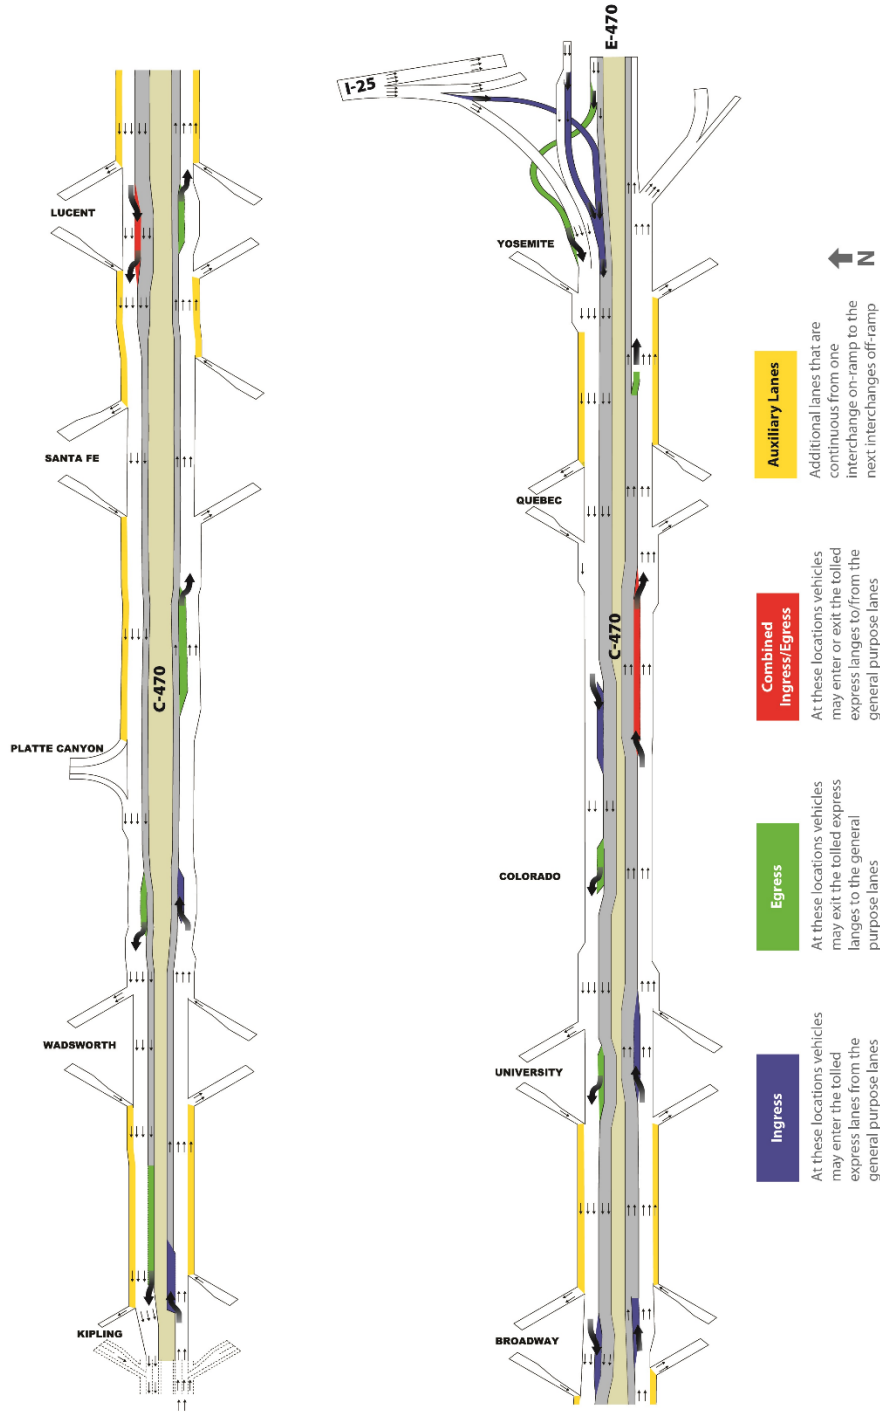 LUCENT
SANTA FE
C-470
PLATTE CANYON
WADSWORTH
KIPLING
E-470
I-25
YOSEMITE
QUEBEC
C-470
COLORADO
UNIVERSITY
BROADWAY
N
Ingress
At these locations vehicles
may enter the tolled
express lanes from the
general purpose lanes
Egress
At these locations vehicles
may exit the tolled express
langes to the general
purpose lanes
Combined
Ingress/Egress
At these locations vehicles
may enter or exit the tolled
express langes to/from the
general purpose lanes
Auxiliary Lanes
Additional lanes that are
continuous from one
interchange on-ramp to the
next interchanges off-ramp